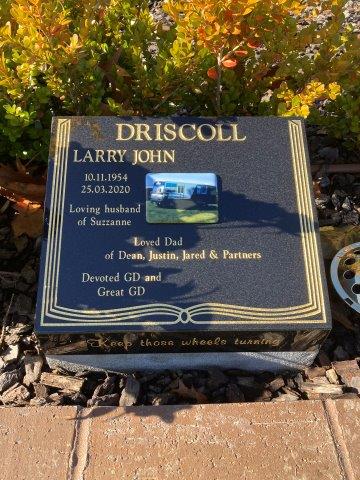 DRISCOLL
LARRY JOHN
10.11.1954
25.03.2020
Loving husband
of Suzzanne
Loved Dad
of Dean, Justin, Jared & Partners
Devoted GD and
Great GD
Keep those wheels turning